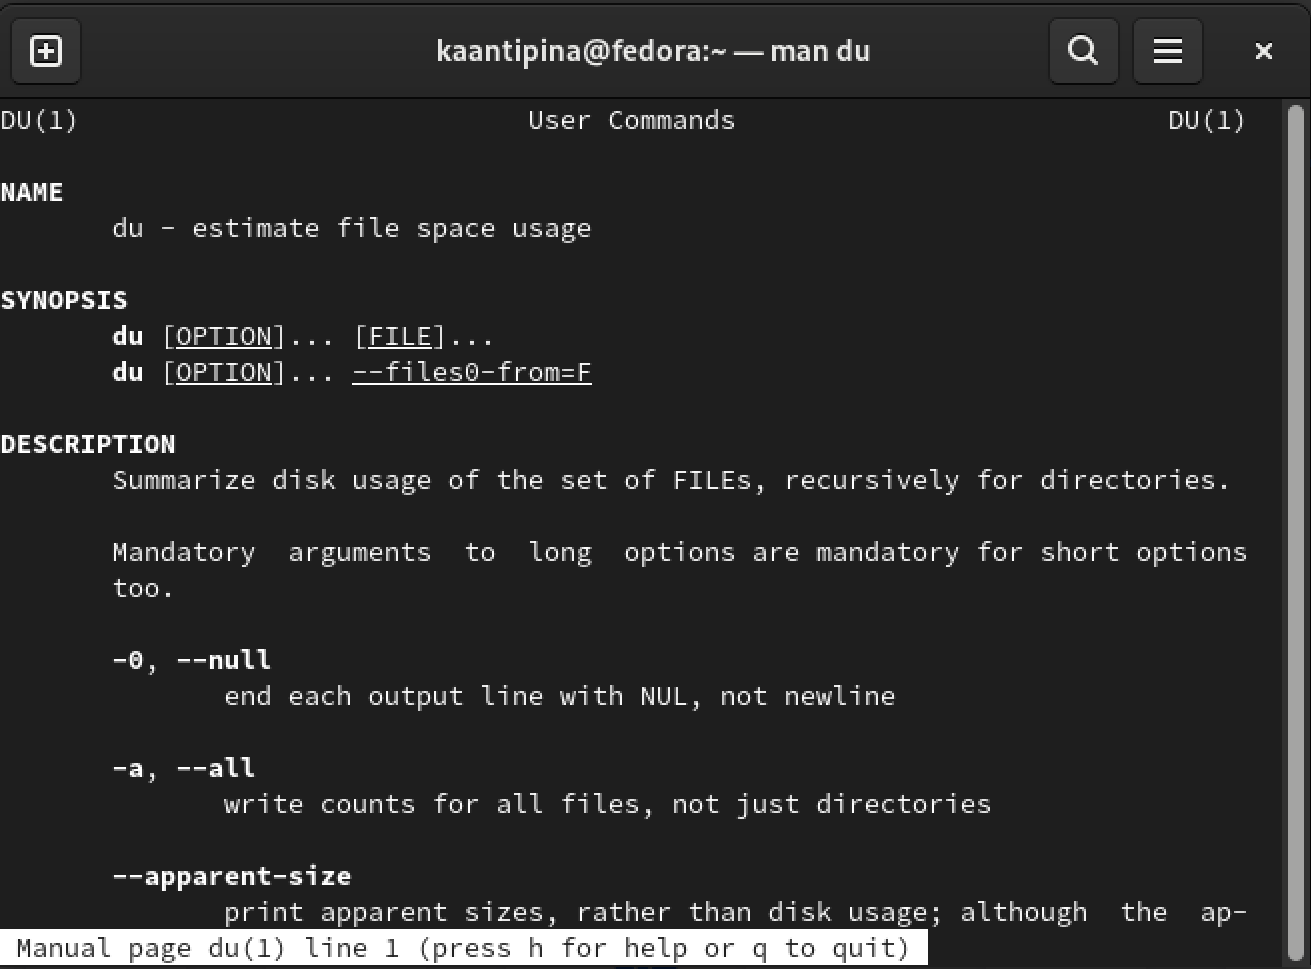 kaantipina@fedora:~ — man du
DU(1) User Commands DU(1)
NAME
du - estimate file space usage
SYNOPSIS
du [OPTION]... [FILE]...
du [OPTION]... --files0-from=F
DESCRIPTION
Summarize disk usage of the set of FILEs, recursively for directories.
Mandatory arguments to long options are mandatory for short options
too.
-0, --null
end each output line with NUL, not newline
-a, --all
write counts for all files, not just directories
--apparent-size
print apparent sizes, rather than disk usage; although the ap-
Manual page du(1) line 1 (press h for help or q to quit)